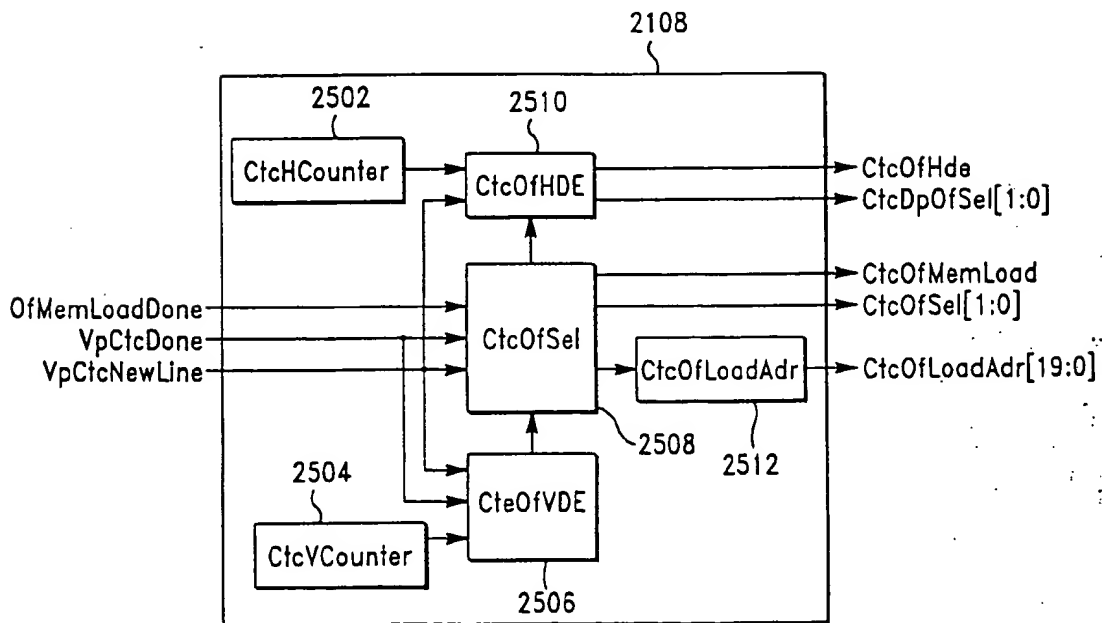 2108
2502
2510
CtcHCounter
CtcOfHDE
CtcOfHde
CtcDpOfSel[1:0]
OfMemLoadDone
VpCtcDone
VpCtcNewLine
CtcOfSel
CtcOfMemLoad
CtcOfSel[1:0]
CtcOfLoadAdr
CtcOfLoadAdr[19:0]
2508
2512
2504
CteOfVDE
CtcVCounter
2506